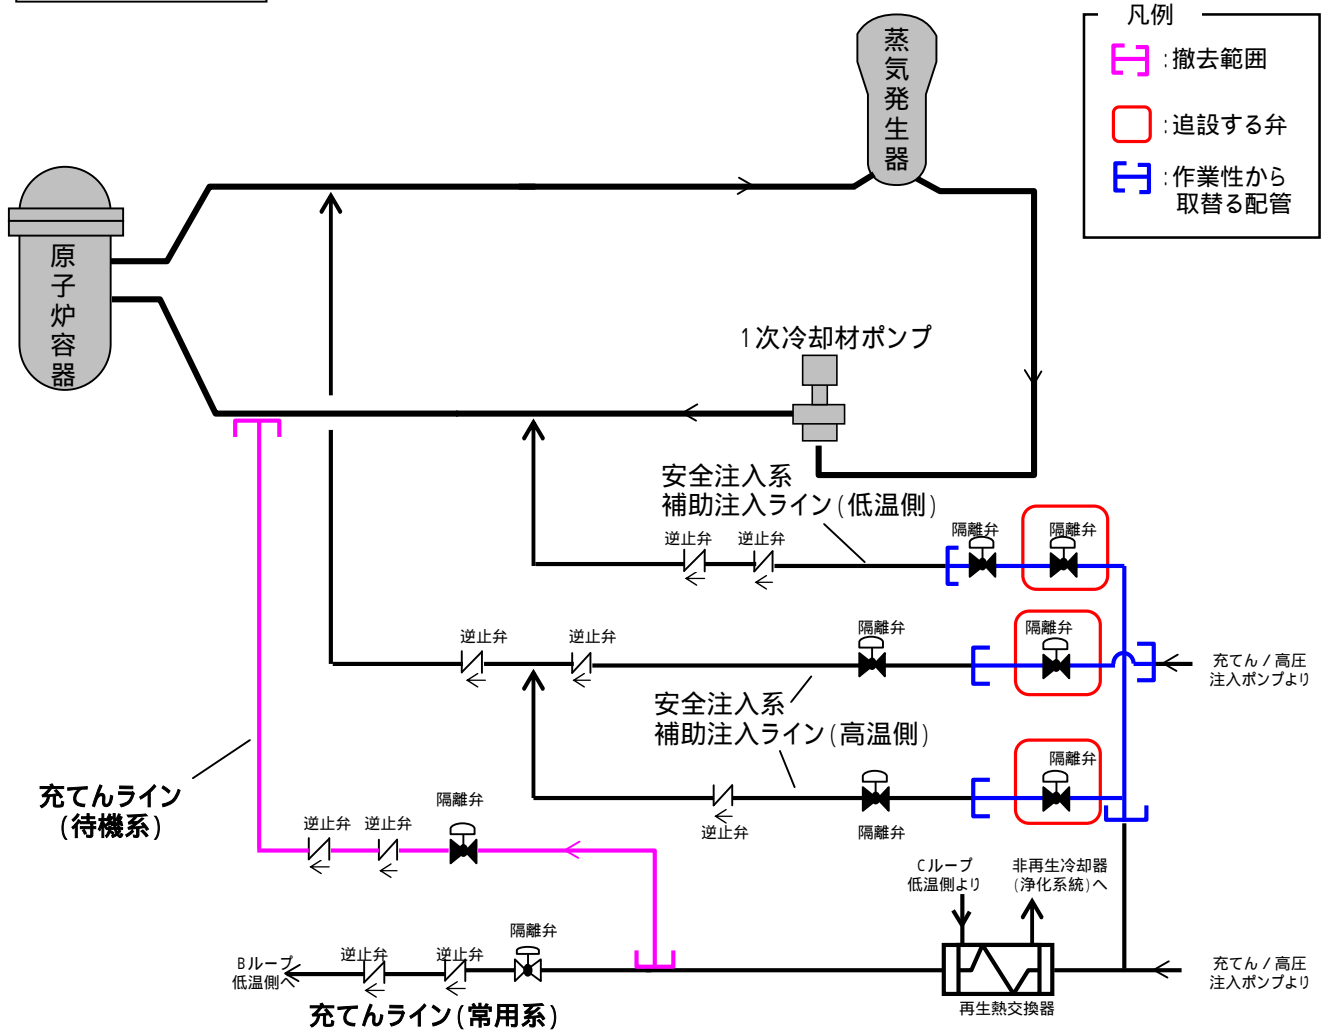 凡例
:撤去範囲
:追設する弁
:作業性から
取替る配管
蒸気発生器
原子炉容器
1次冷却材ポンプ
安全注入系
補助注入ライン(低温側)
逆止弁
逆止弁
隔離弁
隔離弁
逆止弁
逆止弁
隔離弁
隔離弁
充てん/高圧
注入ポンプより
安全注入系
補助注入ライン(高温側)
隔離弁
逆止弁
隔離弁
充てんライン
(待機系)
隔離弁
逆止弁
逆止弁
Cループ
低温側より
非再生冷却器
(浄化系統)へ
隔離弁
逆止弁
逆止弁
Bループ
低温側へ
充てん/高圧
注入ポンプより
再生熱交換器
充てんライン(常用系)